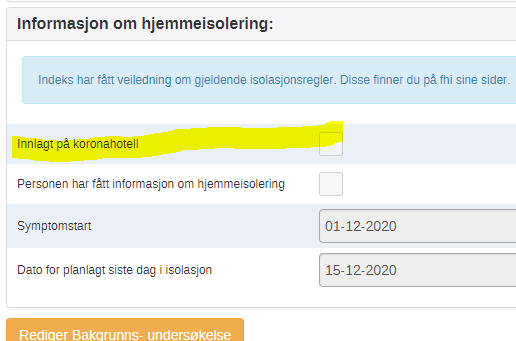 Informasjon om hjemmeisolering:
Indeks har fått veiledning om gjeldende isolasjonsregler. Disse finner du på fhi sine sider.
Innlagt på koronahotell
Personen har fått informasjon om hjemmeisolering
Symptomstart
01-12-2020
Dato for planlagt siste dag i isolasjon
15-12-2020
Rediger Bakgrunns- undersøkelse